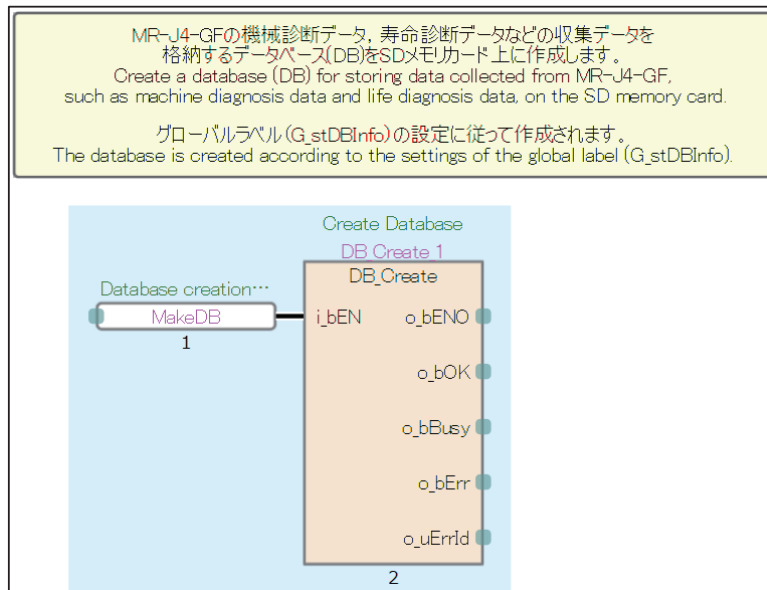 MR-J4-GFの機械診断データ, 寿命診断データなどの収集データを
格納するデータベース(DB)をSDメモリカード上に作成します。
Create a database (DB) for storing data collected from MR-J4-GF,
such as machine diagnosis data and life diagnosis data, on the SD memory card.
グローバルラベル(G_stDBInfo)の設定に従って作成されます。
The database is created according to the settings of the global label (G_stDBInfo).
Create Database
DB_Create_1
DB_Create
Database creation…
MakeDB
1
i_bEN
o_bENO
o_bOK
o_bBusy
o_bErr
o_uErrId
2